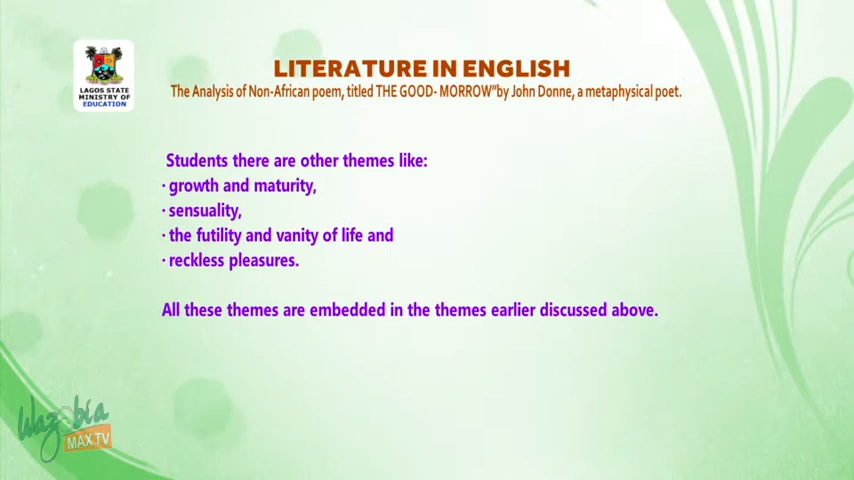 LAGOS STATE
MINISTRY OF
EDUCATION
LITERATURE IN ENGLISH
The Analysis of Non-African poem, titled THE GOOD- MORROW"by John Donne, a metaphysical poet.
Students there are other themes like:
· growth and maturity,
· sensuality,
· the futility and vanity of life and
· reckless pleasures.
All these themes are embedded in the themes earlier discussed above.
Wazobia
MAX TV